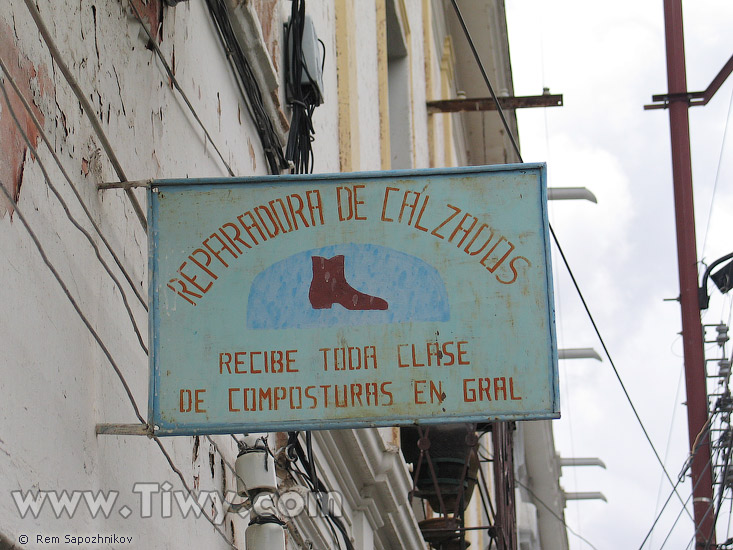 REPARADORA DE CALZADOS
RECIBE TODA CLASE
DE COMPOSTURAS EN GRAL
www.Tiwy.com
© Rem Sapozhnikov